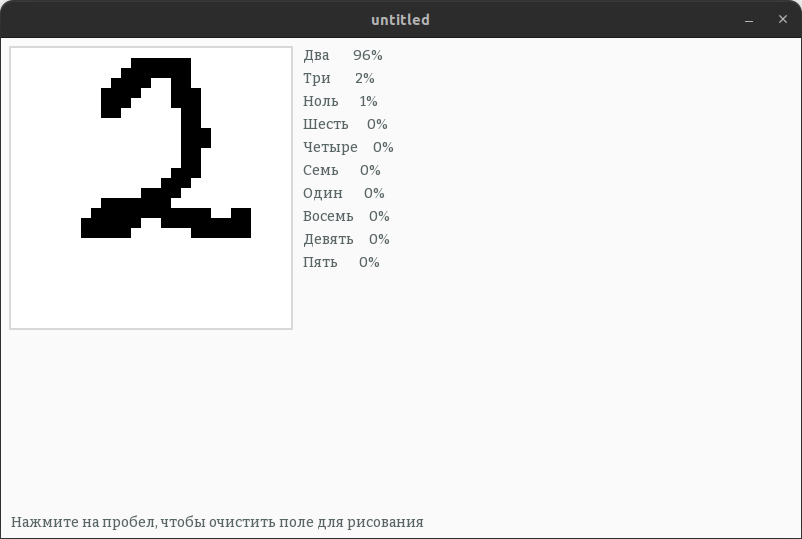 untitled
2
Два 96%
Три 2%
Ноль 1%
Шесть 0%
Четыре 0%
Семь 0%
Один 0%
Восемь 0%
Девять 0%
Пять 0%
Нажмите на пробел, чтобы очистить поле для рисования